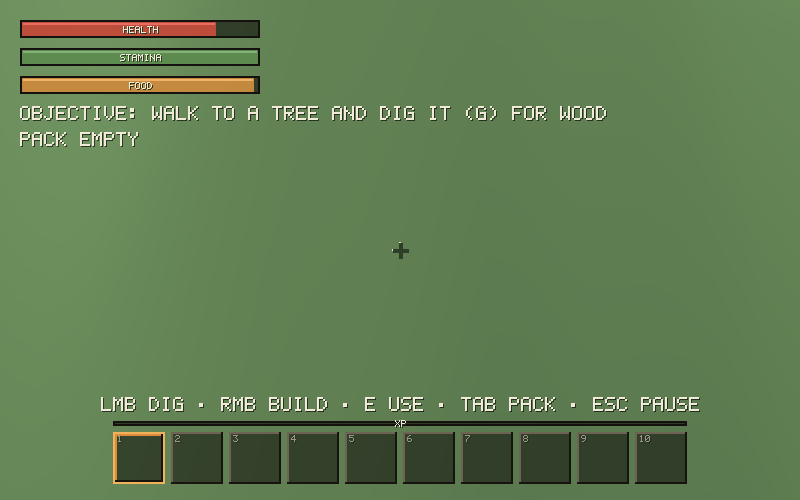 HEALTH
STAMINA
FOOD
OBJECTIVE: WALK TO A TREE AND DIG IT (G) FOR WOOD
PACK EMPTY
LMB DIG · RMB BUILD · E USE · TAB PACK · ESC PAUSE
XP
1 2 3 4 5 6 7 8 9 10